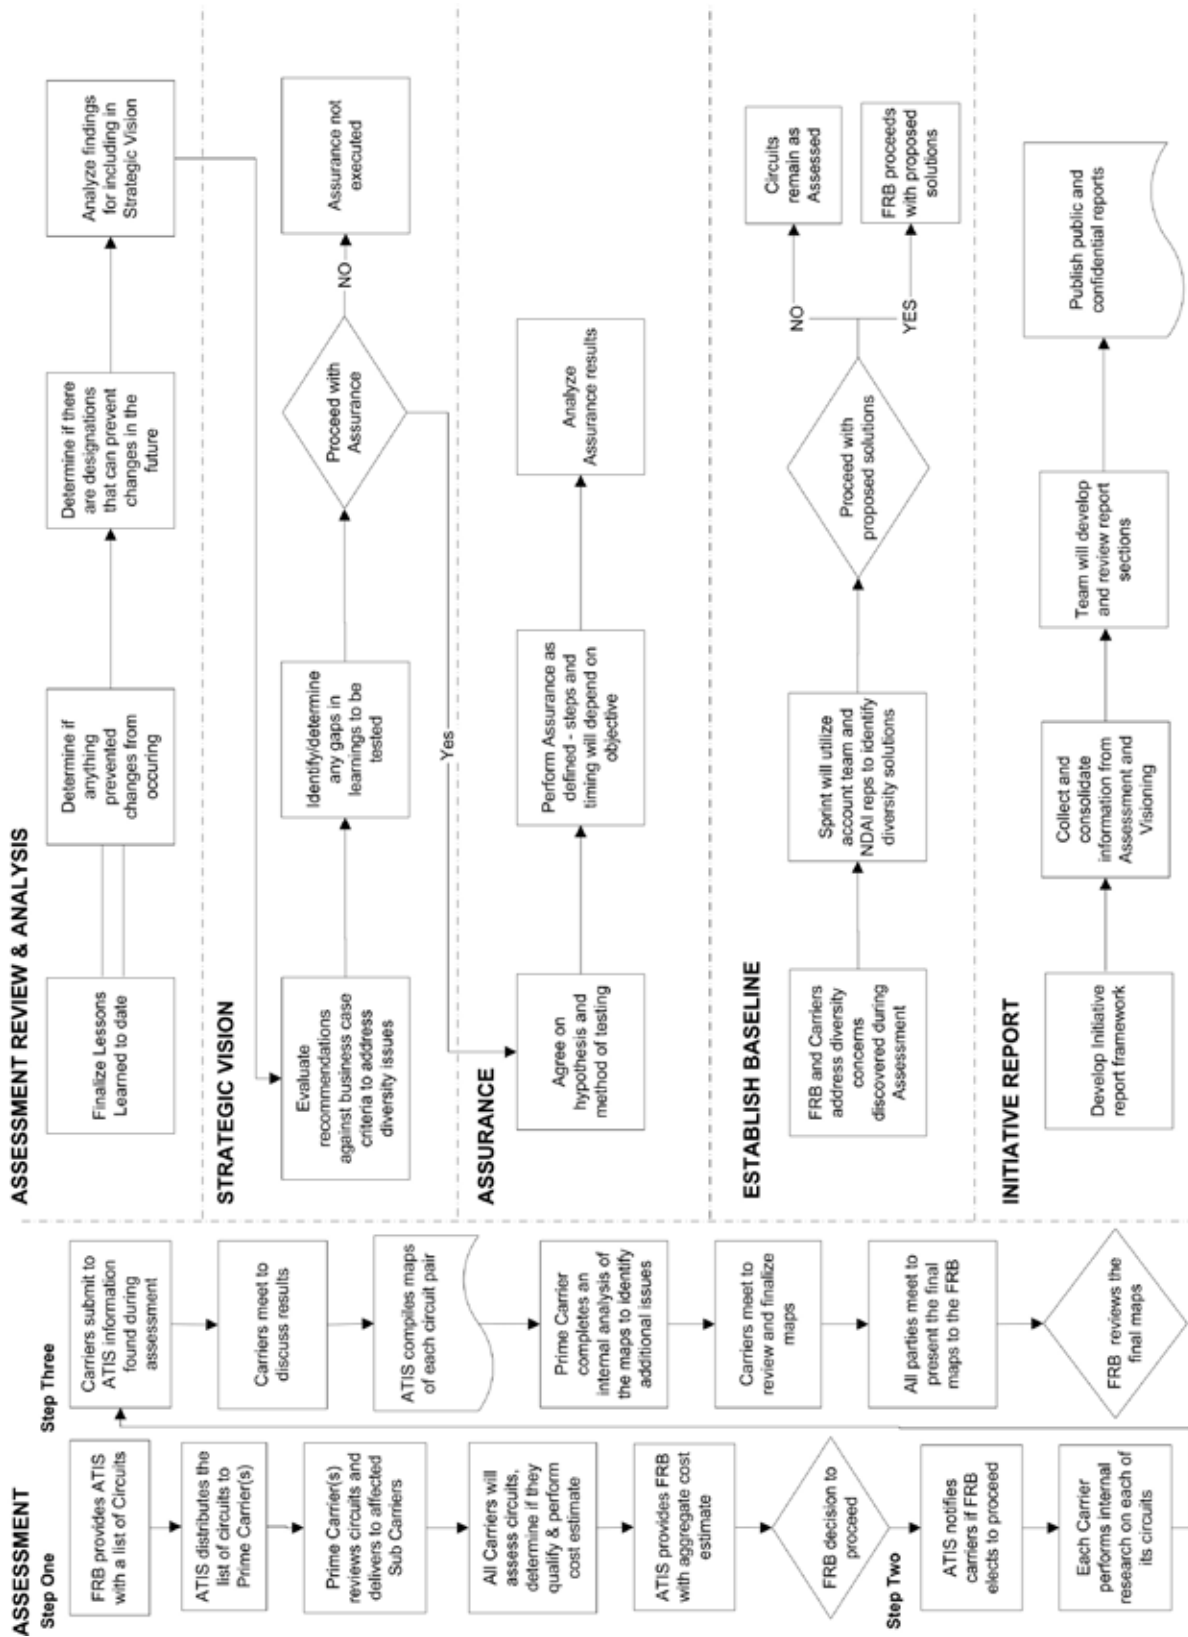 ASSESSMENT
Step One
FRB provides ATIS
with a list of Circuits
ATIS distributes the
list of circuits to
Prime Carrier(s)
Prime Carrier(s)
reviews circuits and
delivers to affected
Sub Carriers
All Carriers will
assess circuits,
determine if they
qualify & perform
cost estimate
ATIS provides FRB
with aggregate cost
estimate
FRB decision to
proceed
Step Two
ATIS notifies
carriers if FRB
elects to proceed
Each Carrier
performs internal
research on each of
its circuits
Step Three
Carriers submit to
ATIS information
found during
assessment
Carriers meet to
discuss results
ATIS compiles maps
of each circuit pair
Prime Carrier
completes an
internal analysis of
the maps to identify
additional issues
Carriers meet to
review and finalize
maps
All parties meet to
present the final
maps to the FRB
FRB reviews the
final maps
ASSESSMENT REVIEW & ANALYSIS
Finalize Lessons
Learned to date
Determine if
anything
prevented
changes from
occuring
Determine if there
are designations
that can prevent
changes in the
future
Analyze findings
for including in
Strategic Vision
STRATEGIC VISION
Evaluate
recommendations
against business case
criteria to address
diversity issues
Identify/determine
any gaps in
learnings to be
tested
Proceed with
Assurance
NO
Assurance not
executed
Yes
ASSURANCE
Agree on
hypothesis and
method of testing
Perform Assurance as
defined - steps and
timing will depend on
objective
Analyze
Assurance results
ESTABLISH BASELINE
FRB and Carriers
address diversity
concerns
discovered during
Assessment
Sprint will utilize
account team and
NDAI reps to identify
diversity solutions
Proceed with
proposed solutions
NO
Circuits
remain as
Assessed
YES
FRB proceeds
with proposed
solutions
INITIATIVE REPORT
Develop Initiative
report framework
Collect and
consolidate
information from
Assessment and
Visioning
Team will develop
and review report
sections
Publish public and
confidential reports